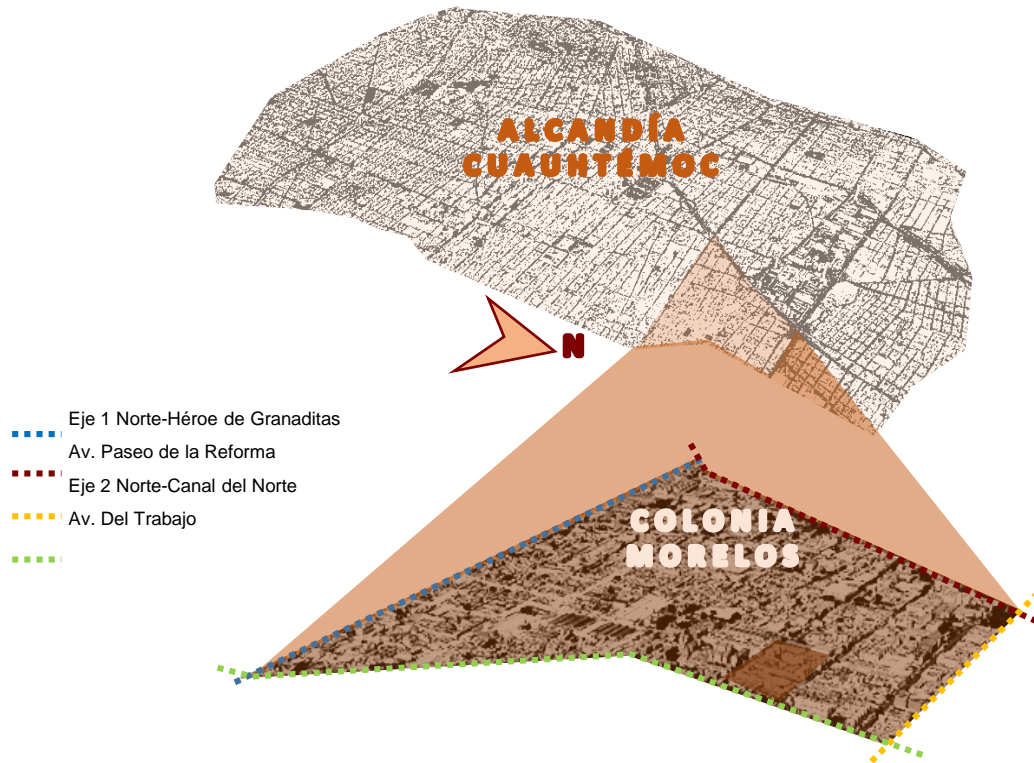 ALCANDÍA
CUAUHTÉMOC
N
Eje 1 Norte-Héroe de Granaditas
Av. Paseo de la Reforma
Eje 2 Norte-Canal del Norte
Av. Del Trabajo
COLONIA
MORELOS